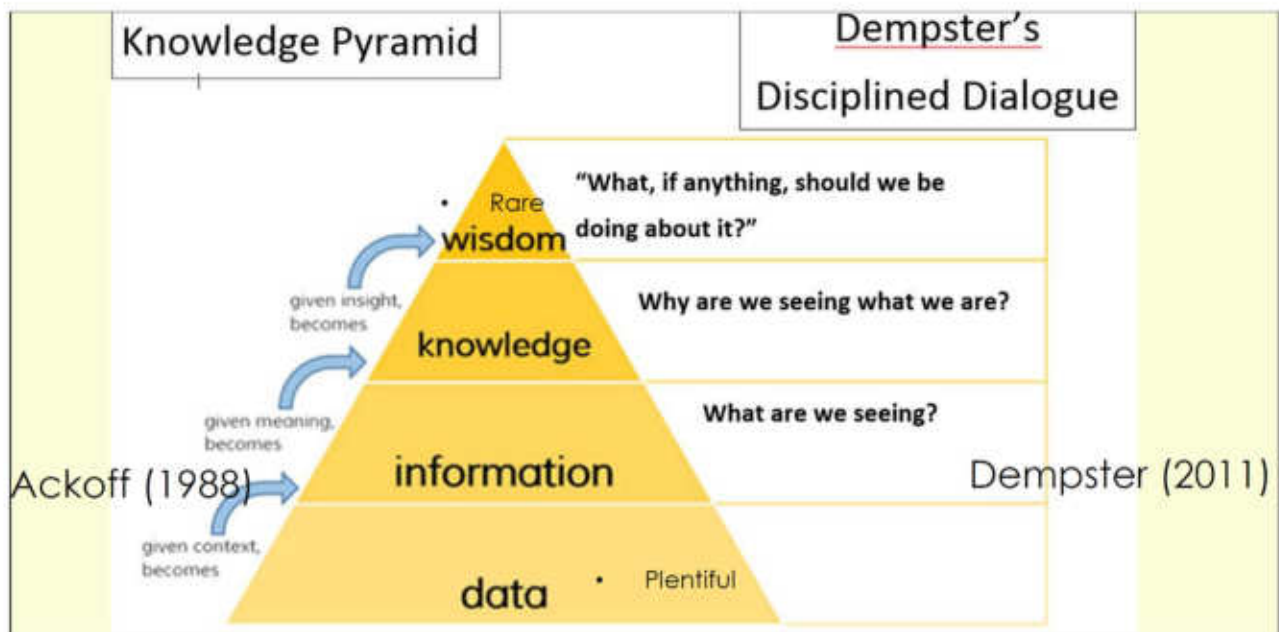 Knowledge Pyramid
Dempster's
Disciplined Dialogue
• Rare
wisdom
"What, if anything, should we be
doing about it?"
given insight,
becomes
knowledge
Why are we seeing what we are?
given meaning,
becomes
information
What are we seeing?
Ackoff (1988)
Dempster (2011)
given context,
becomes
data
• Plentiful